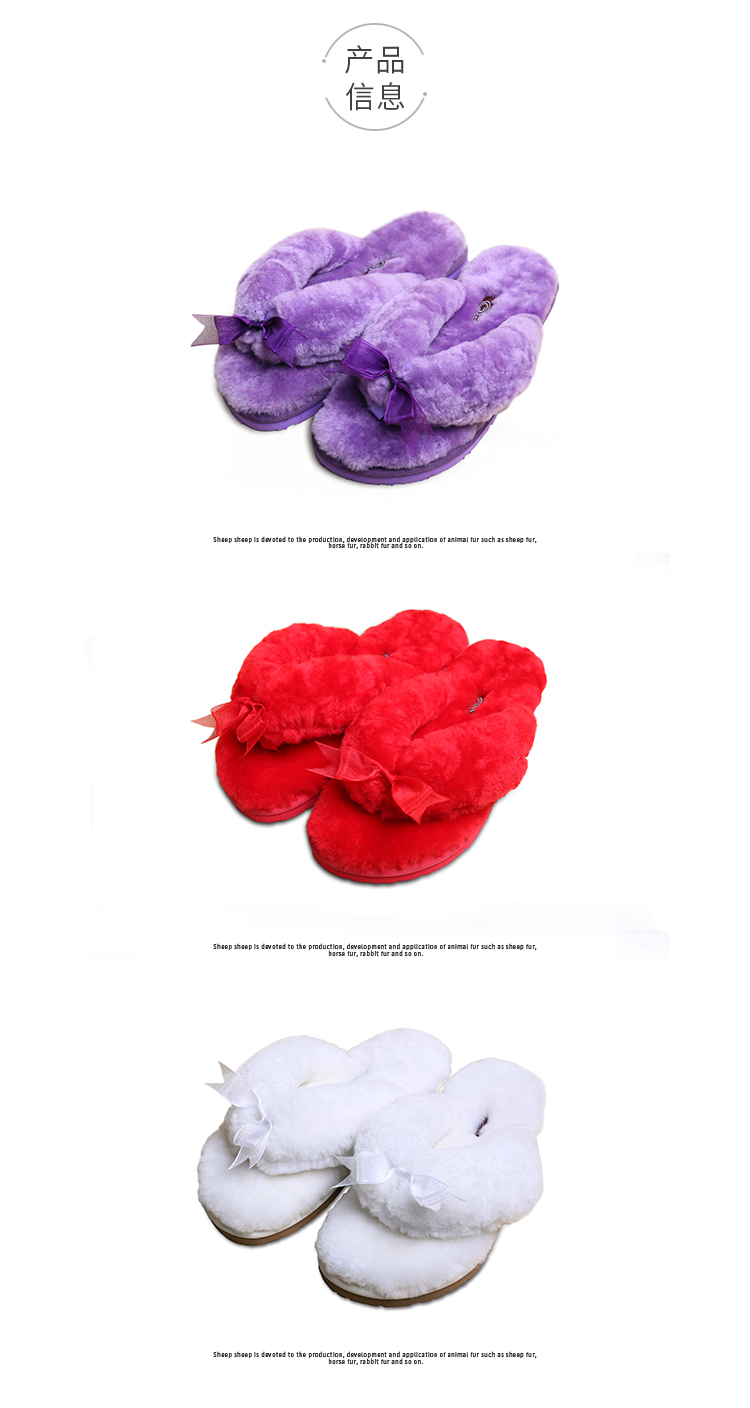 产品
信息
Sheep sheep is devoted to the production, development and application of animal fur such as sheep fur,
horse fur, rabbit fur and so on.
Sheep sheep is devoted to the production, development and application of animal fur such as sheep fur,
horse fur, rabbit fur and so on.
Sheep sheep is devoted to the production, development and application of animal fur such as sheep fur,
horse fur, rabbit fur and so on.